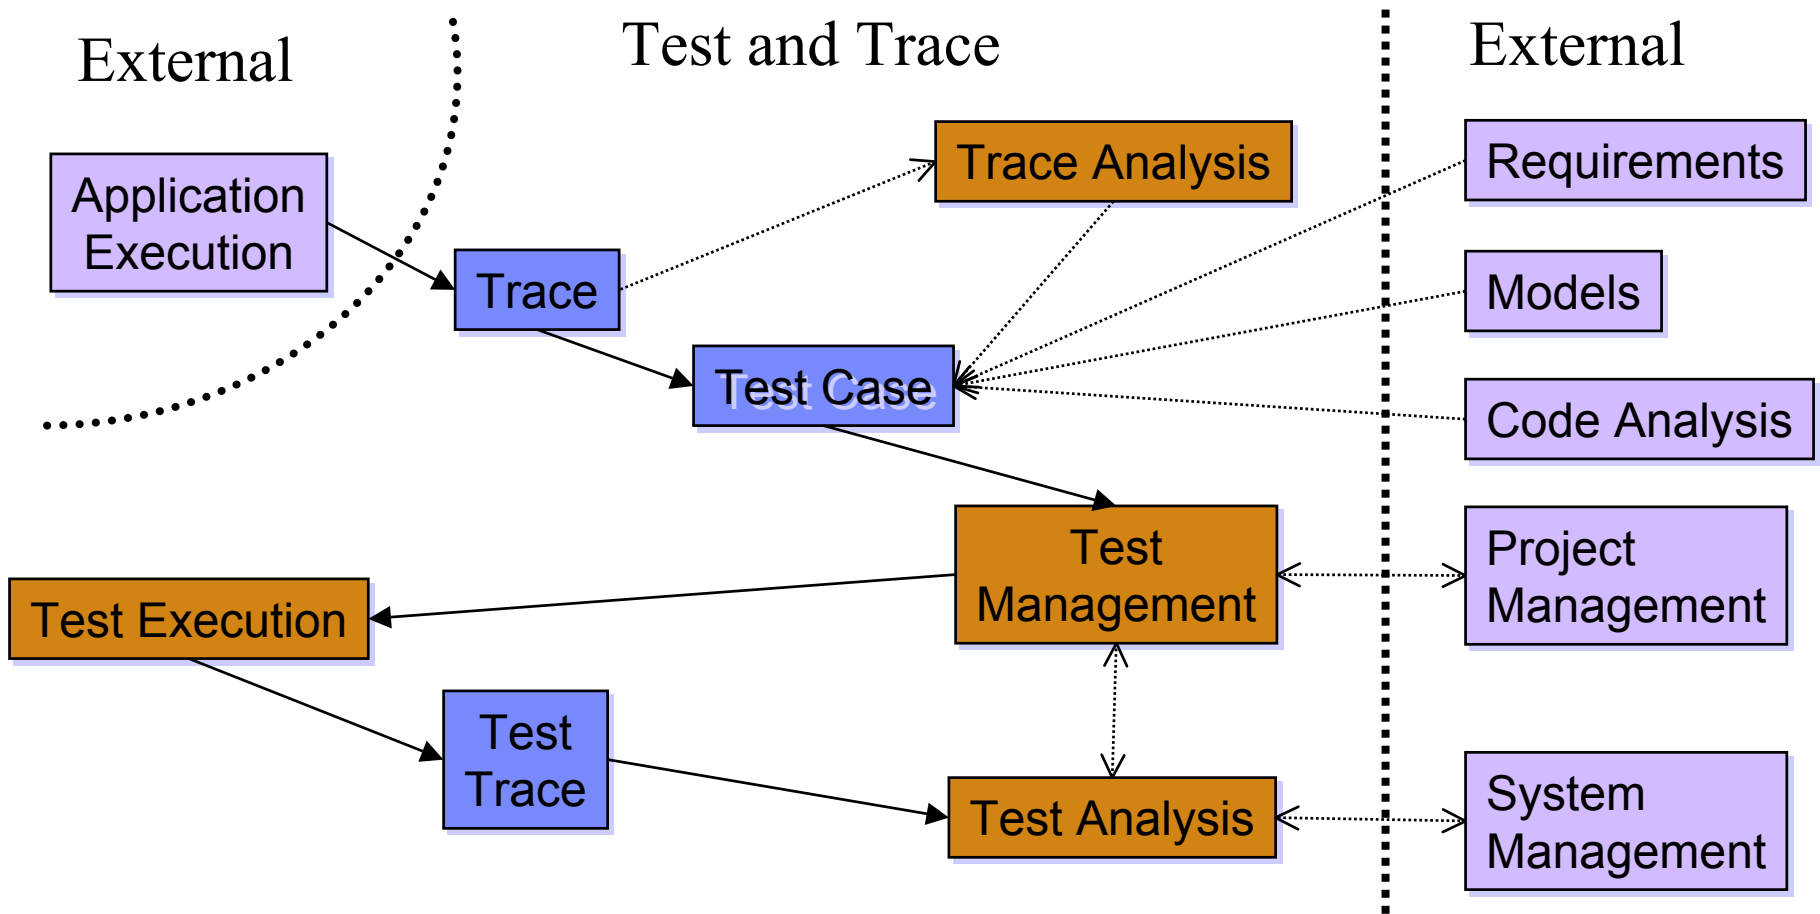 External
Test and Trace
External
Application
Execution
Trace Analysis
Requirements
Trace
Models
Test Case
Code Analysis
Test
Management
Project
Management
Test Execution
Test
Trace
Test Analysis
System
Management